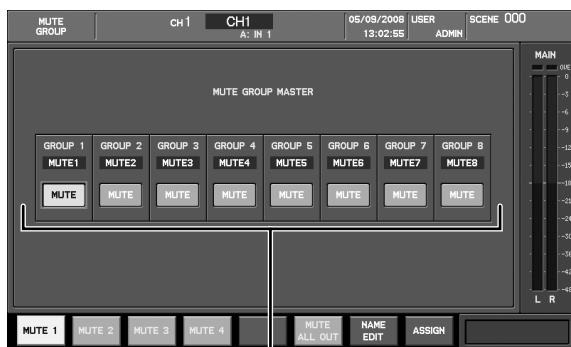 MUTE GROUP
CH 1 CH1
A: IN 1
05/09/2008
13:02:55
USER
ADMIN
SCENE 000
MAIN
OVER
0
-3
-6
-9
-12
-15
-18
-21
-24
-30
-36
-42
-48
L R
MUTE GROUP MASTER
GROUP 1 GROUP 2 GROUP 3 GROUP 4 GROUP 5 GROUP 6 GROUP 7 GROUP 8
MUTE1 MUTE2 MUTE3 MUTE4 MUTE5 MUTE6 MUTE7 MUTE8
MUTE MUTE MUTE MUTE MUTE MUTE MUTE MUTE
MUTE 1 MUTE 2 MUTE 3 MUTE 4 MUTE ALL OUT NAME EDIT ASSIGN